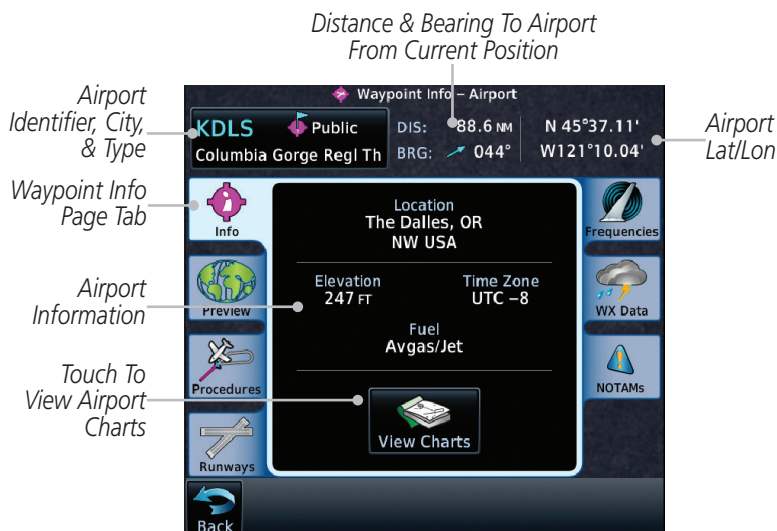 Distance & Bearing To Airport
From Current Position
Airport
Identifier, City,
& Type
Waypoint Info – Airport
KDLS Public
Columbia Gorge Regl Th
DIS: 88.6 NM
BRG: 044°
N 45°37.11'
W121°10.04'
Airport
Lat/Lon
Waypoint Info
Page Tab
Info
Location
The Dalles, OR
NW USA
Frequencies
Airport
Information
Preview
Elevation
247 FT
Time Zone
UTC –8
Fuel
Avgas/Jet
WX Data
Touch To
View Airport
Charts
Procedures
NOTAMs
View Charts
Runways
Back